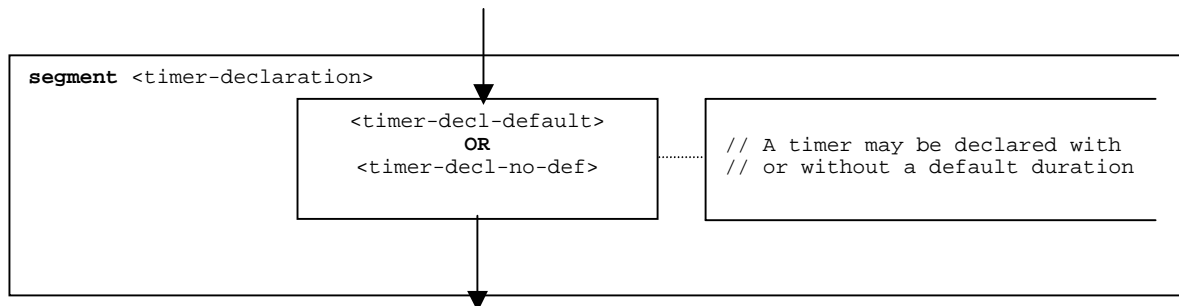 segment <timer-declaration>
<timer-decl-default>
OR
<timer-decl-no-def>
// A timer may be declared with
// or without a default duration